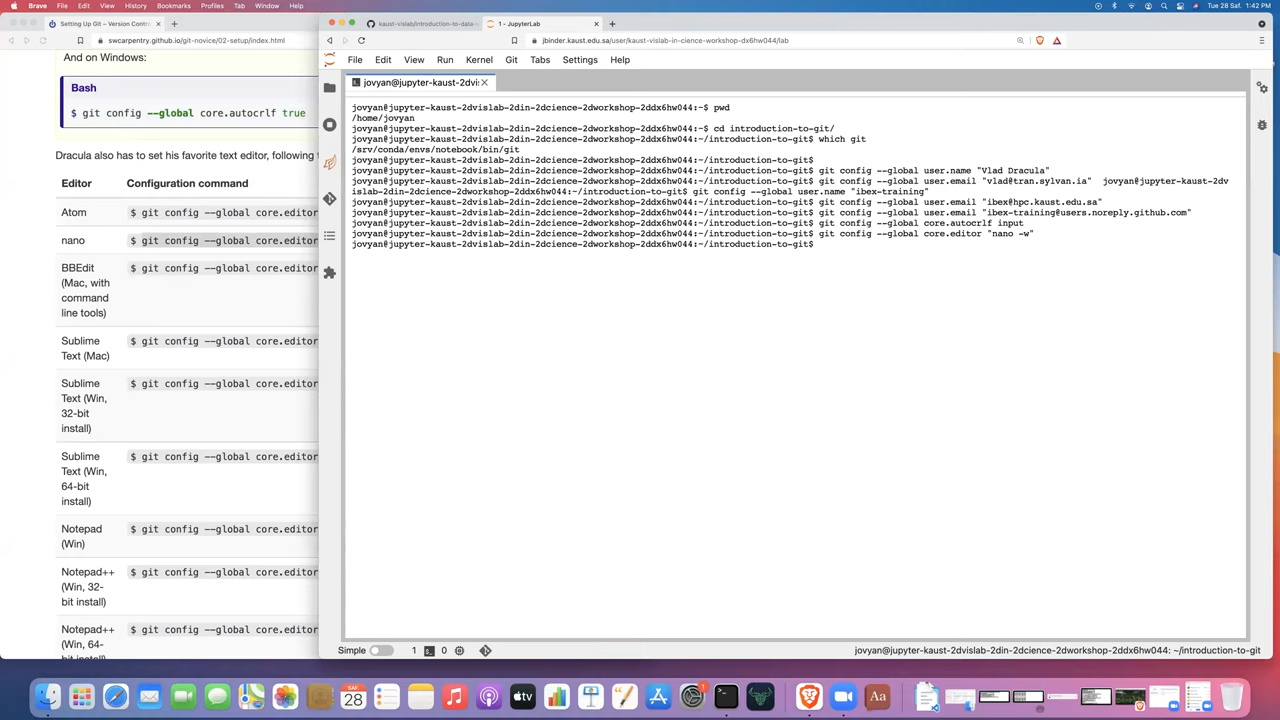 Brave File Edit View History Bookmarks Profiles Tab Window Help
Tue 28 Saf. 1:42 PM
Setting Up Git – Version Contro
swcarpentry.github.io/git-novice/02-setup/index.html
And on Windows:
Bash
$ git config --global core.autocrlf true
Dracula also has to set his favorite text editor, following t
Editor Configuration command
Atom $ git config --global core.editor
nano $ git config --global core.editor
BBEdit $ git config --global core.editor
(Mac, with
command
line tools)
Sublime $ git config --global core.editor
Text (Mac)
Sublime $ git config --global core.editor
Text (Win,
32-bit
install)
Sublime $ git config --global core.editor
Text (Win,
64-bit
install)
Notepad $ git config --global core.editor
(Win)
Notepad++ $ git config --global core.editor
(Win, 32-
bit install)
Notepad++ $ git config --global core.editor
(Win, 64-
bit install)
kaust-vislab/introduction-to-data-
1 - JupyterLab
jbinder.kaust.edu.sa/user/kaust-vislab-in-cience-workshop-dx6hw044/lab
File Edit View Run Kernel Git Tabs Settings Help
jovyan@jupyter-kaust-2dvis
jovyan@jupyter-kaust-2dvislab-2din-2dcience-2dworkshop-2ddx6hw044:~$ pwd
/home/jovyan
jovyan@jupyter-kaust-2dvislab-2din-2dcience-2dworkshop-2ddx6hw044:~$ cd introduction-to-git/
jovyan@jupyter-kaust-2dvislab-2din-2dcience-2dworkshop-2ddx6hw044:~/introduction-to-git$ which git
/srv/conda/envs/notebook/bin/git
jovyan@jupyter-kaust-2dvislab-2din-2dcience-2dworkshop-2ddx6hw044:~/introduction-to-git$
jovyan@jupyter-kaust-2dvislab-2din-2dcience-2dworkshop-2ddx6hw044:~/introduction-to-git$ git config --global user.name "Vlad Dracula"
jovyan@jupyter-kaust-2dvislab-2din-2dcience-2dworkshop-2ddx6hw044:~/introduction-to-git$ git config --global user.email "vlad@tran.sylvan.ia" jovyan@jupyter-kaust-2dv
islab-2din-2dcience-2dworkshop-2ddx6hw044:~/introduction-to-git$ git config --global user.name "ibex-training"
jovyan@jupyter-kaust-2dvislab-2din-2dcience-2dworkshop-2ddx6hw044:~/introduction-to-git$ git config --global user.email "ibex@hpc.kaust.edu.sa"
jovyan@jupyter-kaust-2dvislab-2din-2dcience-2dworkshop-2ddx6hw044:~/introduction-to-git$ git config --global user.email "ibex-training@users.noreply.github.com"
jovyan@jupyter-kaust-2dvislab-2din-2dcience-2dworkshop-2ddx6hw044:~/introduction-to-git$ git config --global core.autocrlf input
jovyan@jupyter-kaust-2dvislab-2din-2dcience-2dworkshop-2ddx6hw044:~/introduction-to-git$ git config --global core.editor "nano -w"
jovyan@jupyter-kaust-2dvislab-2din-2dcience-2dworkshop-2ddx6hw044:~/introduction-to-git$
Simple 1 0
jovyan@jupyter-kaust-2dvislab-2din-2dcience-2dworkshop-2ddx6hw044: ~/introduction-to-git
28
tv
Aa